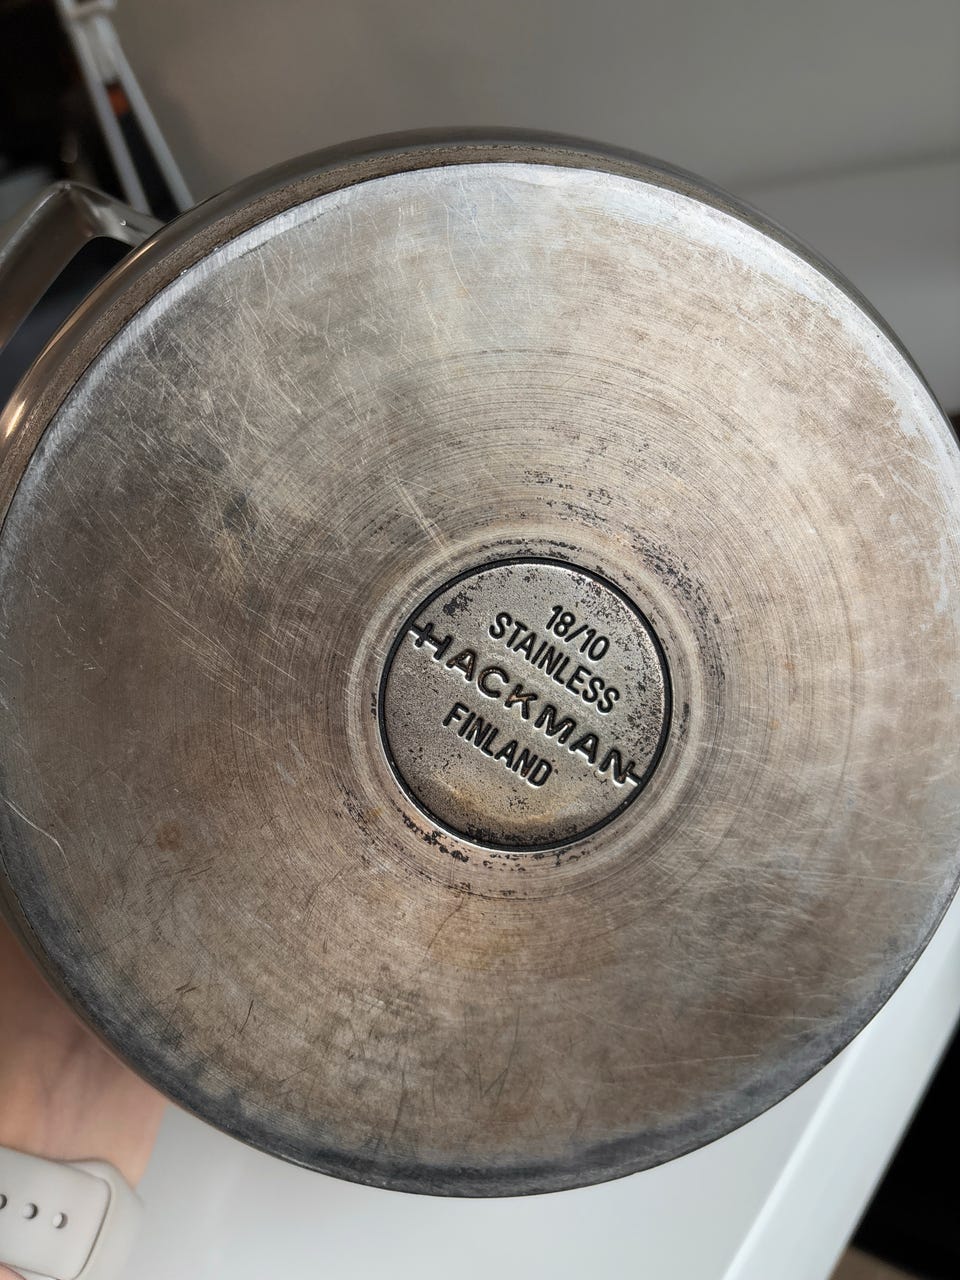 18/10
STAINLESS
HACKMAN
FINLAND